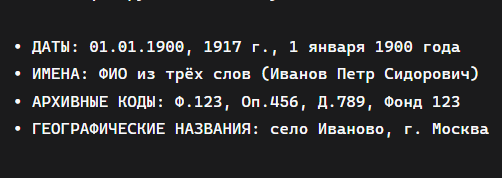 • ДАТЫ: 01.01.1900, 1917 г., 1 января 1900 года
• ИМЕНА: ФИО из трёх слов (Иванов Петр Сидорович)
• АРХИВНЫЕ КОДЫ: Ф.123, Оп.456, Д.789, Фонд 123
• ГЕОГРАФИЧЕСКИЕ НАЗВАНИЯ: село Иваново, г. Москва